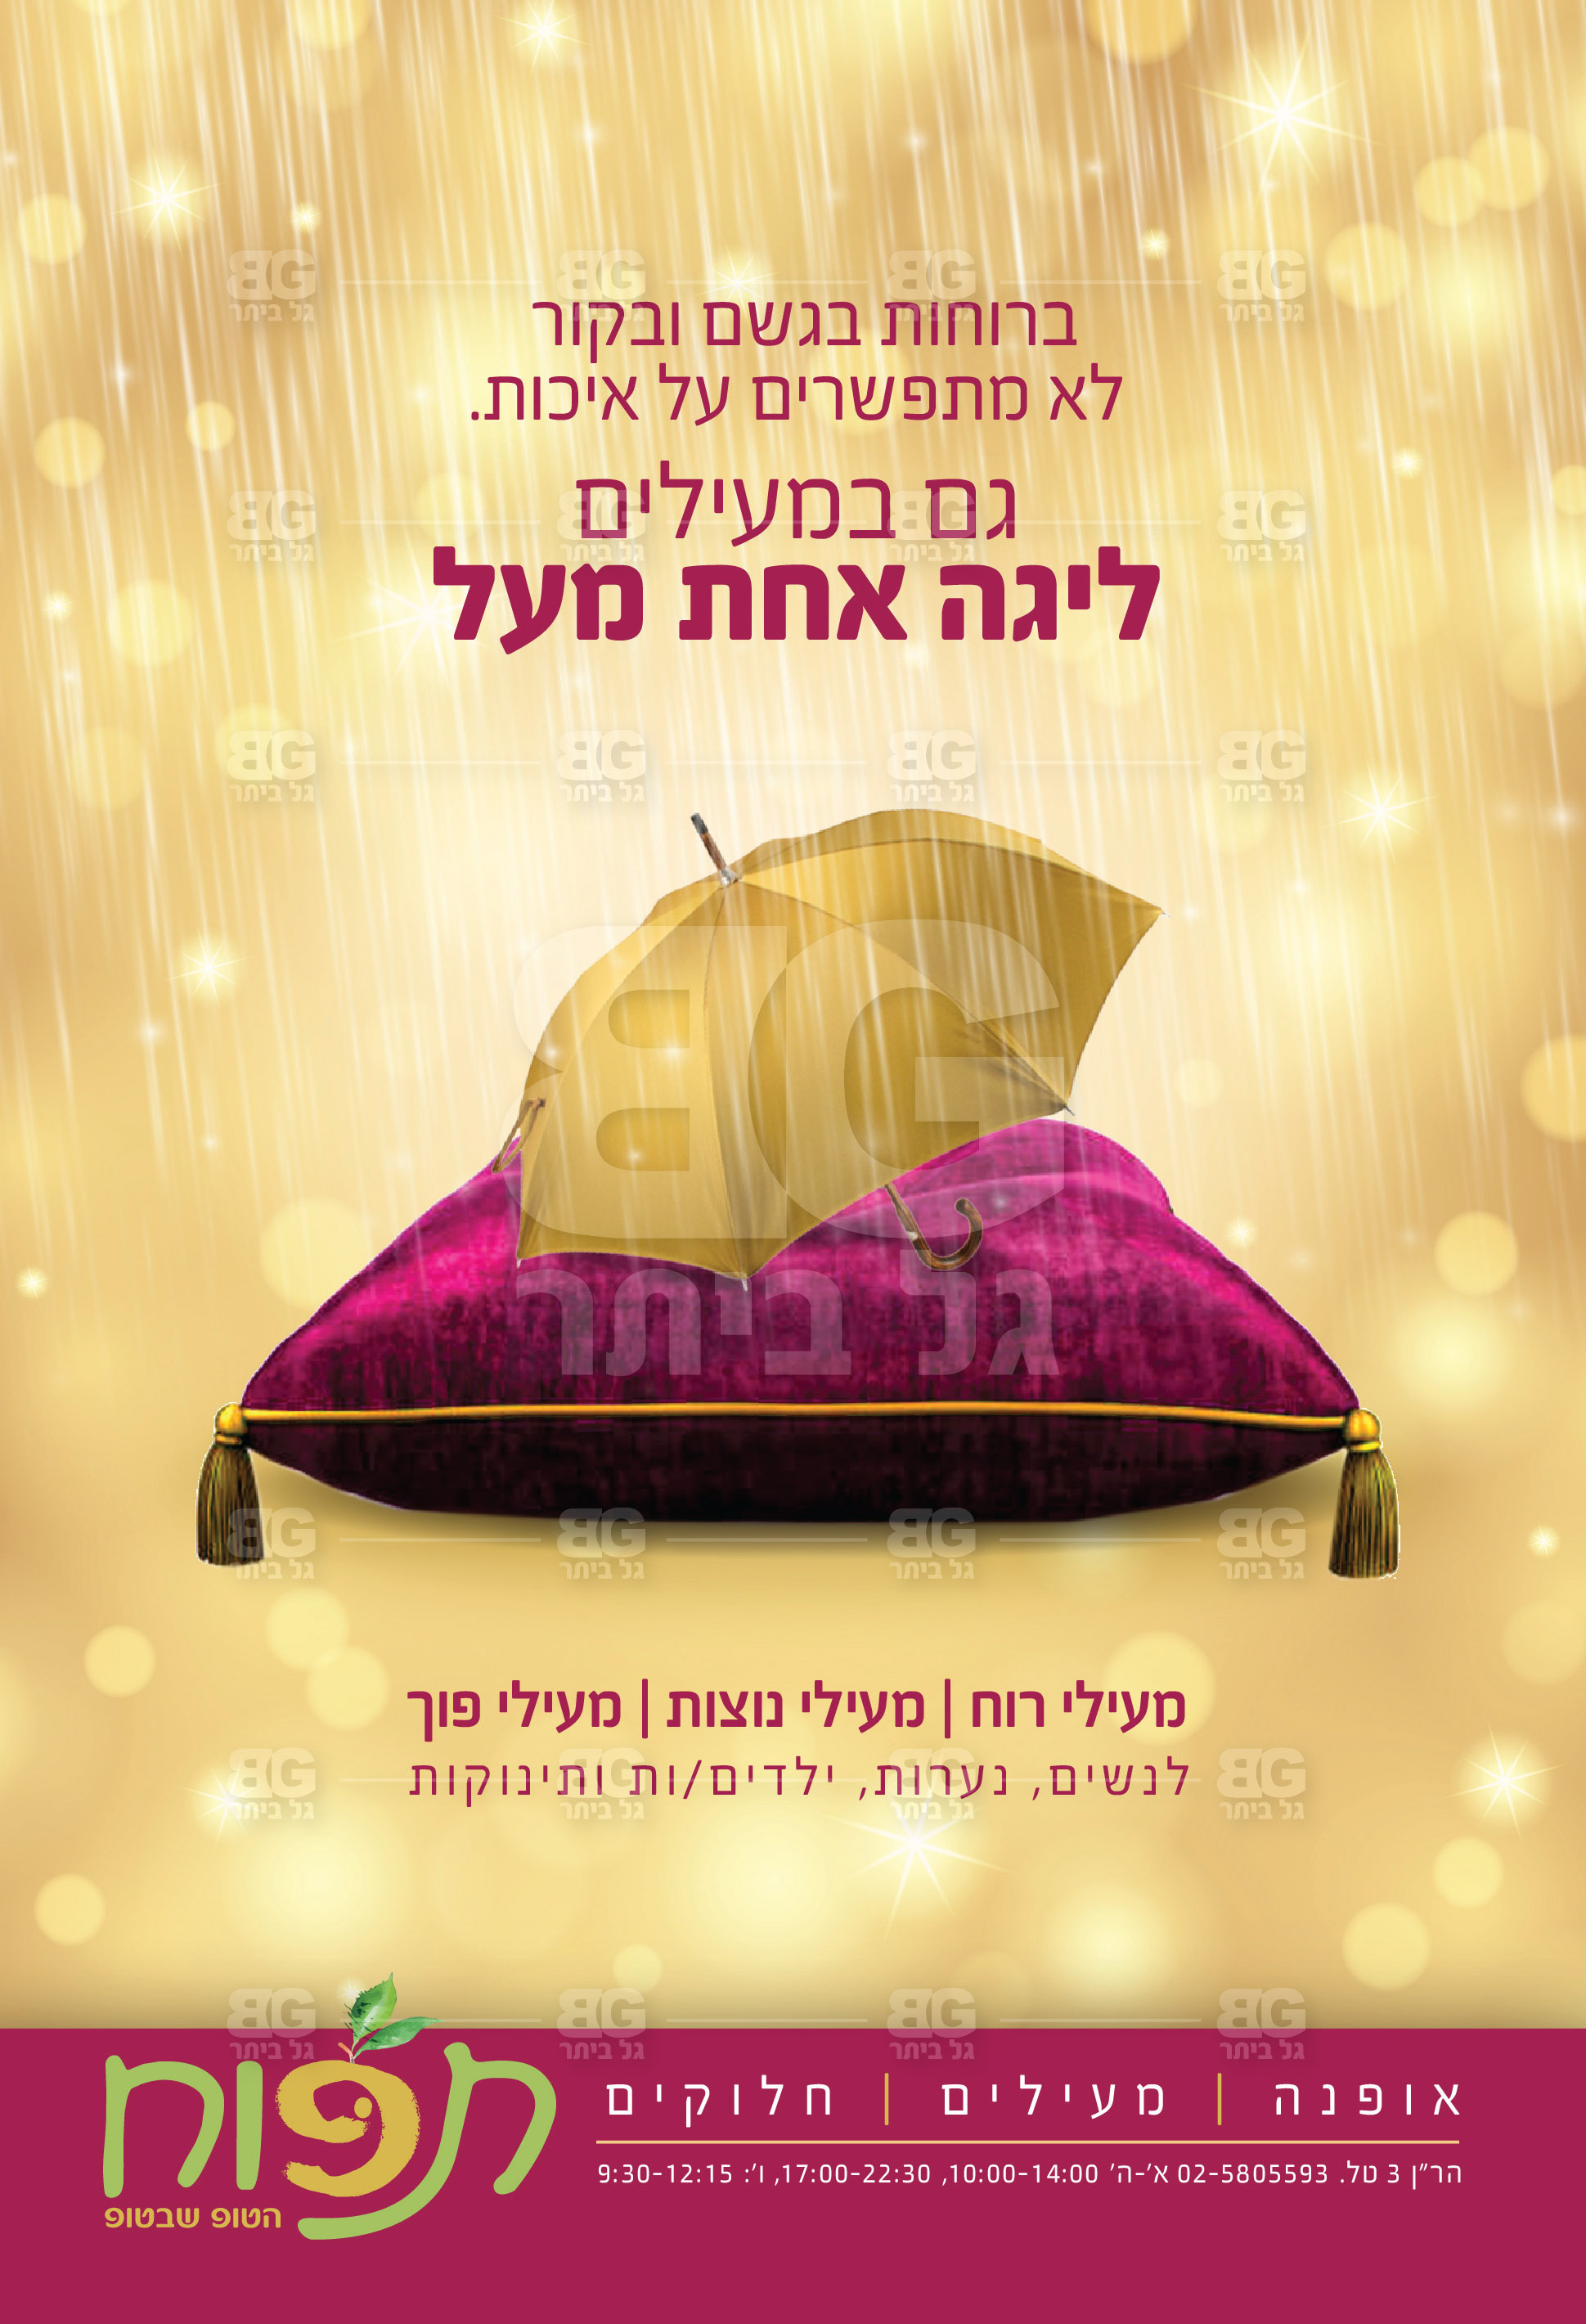 ברוחות בגשם ובקור
לא מתפשרים על איכות.
גם במעילים
ליגה אחת מעל
BG
גל ביתר
מעילי רוח | מעילי נוצות | מעילי פוך
לנשים, נערות, ילדים/ות ותינוקות
תפוח
הטופ שבטופ
אופנה | מעילים | חלוקים
הר״ן 3 טל. 02-5805593 א׳-ה׳ 10:00-14:00, 17:00-22:30, ו׳: 9:30-12:15